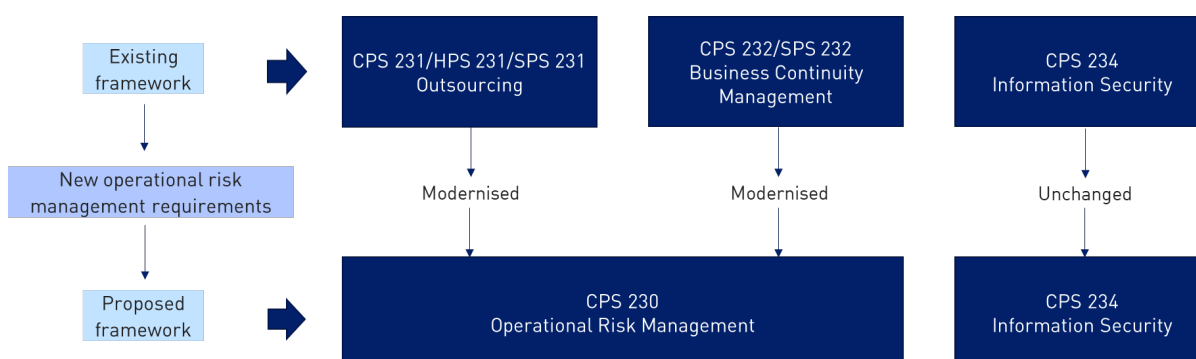 Existing
framework
CPS 231/HPS 231/SPS 231
Outsourcing
CPS 232/SPS 232
Business Continuity
Management
CPS 234
Information Security
New operational risk
management requirements
Modernised
Modernised
Unchanged
Proposed
framework
CPS 230
Operational Risk Management
CPS 234
Information Security